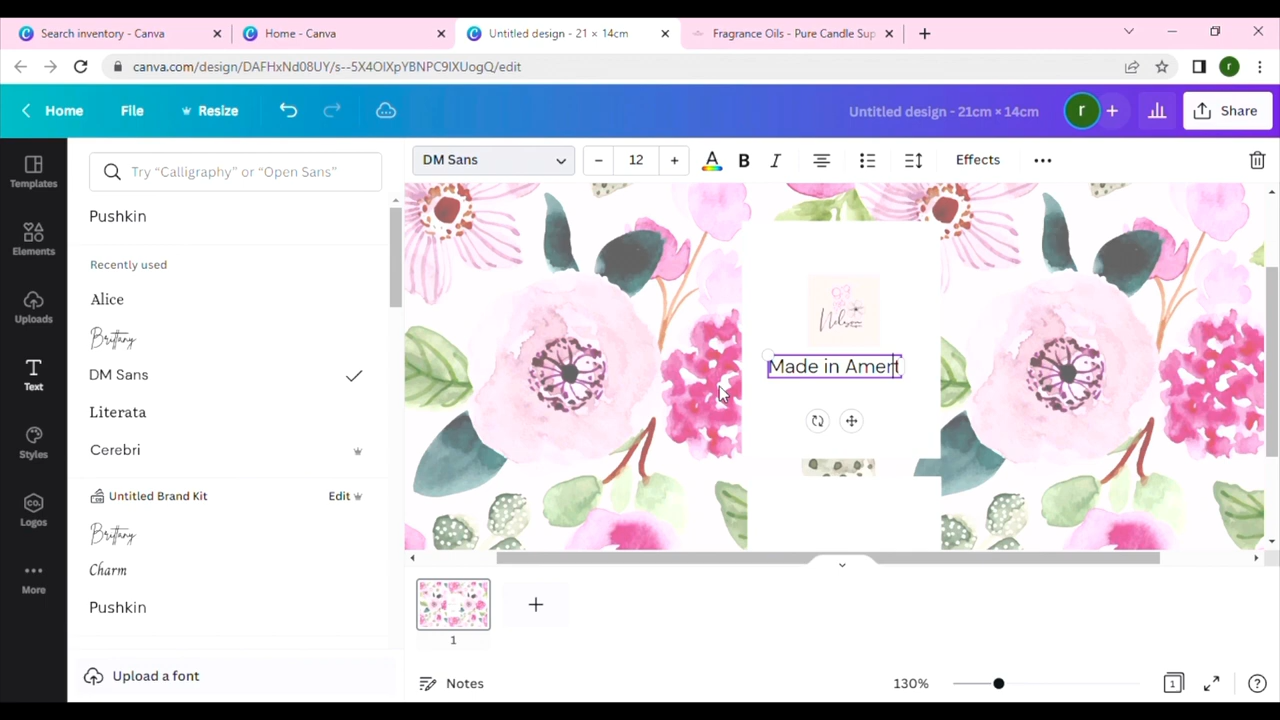 Search inventory - Canva
Home - Canva
Untitled design - 21 × 14cm
Fragrance Oils - Pure Candle Sup
canva.com/design/DAFHxNd08UY/s--5X4OlXpYBNPC9lXUogQ/edit
r
Home
File
Resize
Untitled design - 21cm × 14cm
r
Share
Templates
Elements
Uploads
Text
Styles
Logos
More
Try “Calligraphy” or “Open Sans”
Pushkin
Recently used
Alice
Brittany
DM Sans
Literata
Cerebri
Untitled Brand Kit
Edit
Brittany
Charm
Pushkin
Upload a font
DM Sans
12
A
B
I
Effects
Made in Amerit
1
Notes
130%
1